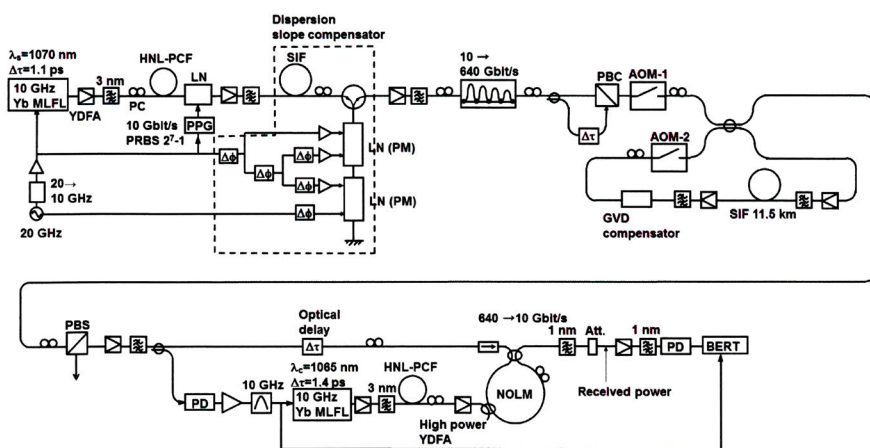 Dispersion
slope compensator
λs=1070 nm
Δτ=1.1 ps
10 GHz
Yb MLFL
YDFA
3 nm
PC
HNL-PCF
LN
10 Gbit/s
PPG
PRBS 2⁷-1
SIF
LN (PM)
LN (PM)
Δϕ
Δϕ
Δϕ
Δϕ
Δϕ
20→
10 GHz
20 GHz
10 →
640 Gbit/s
PBC
AOM-1
Δτ
AOM-2
GVD
compensator
SIF 11.5 km
PBS
Optical
delay
Δτ
640 →10 Gbit/s
1 nm
Att.
1 nm
PD
BERT
Received power
PD
10 GHz
λc=1065 nm
Δτ=1.4 ps
10 GHz
Yb MLFL
3 nm
HNL-PCF
High power
YDFA
NOLM